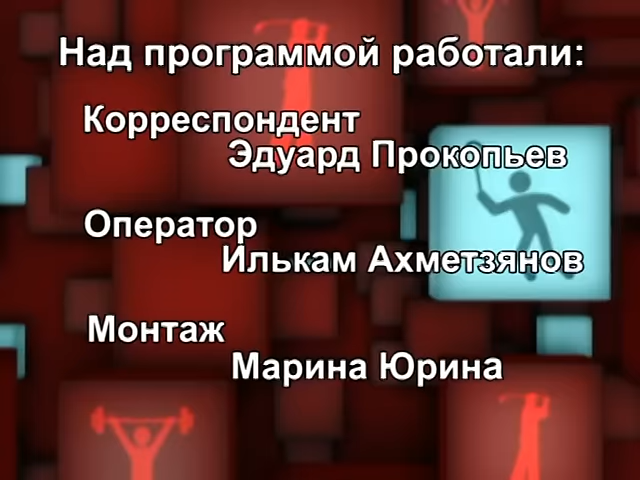 Над программой работали:
Корреспондент
Эдуард Прокопьев
Оператор
Илькам Ахметзянов
Монтаж
Марина Юрина